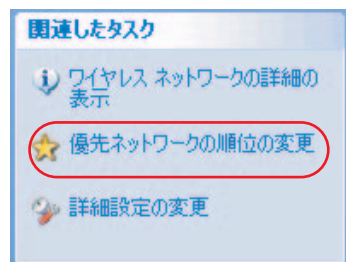 関連したタスク
ワイヤレス ネットワークの詳細の
表示
優先ネットワークの順位の変更
詳細設定の変更